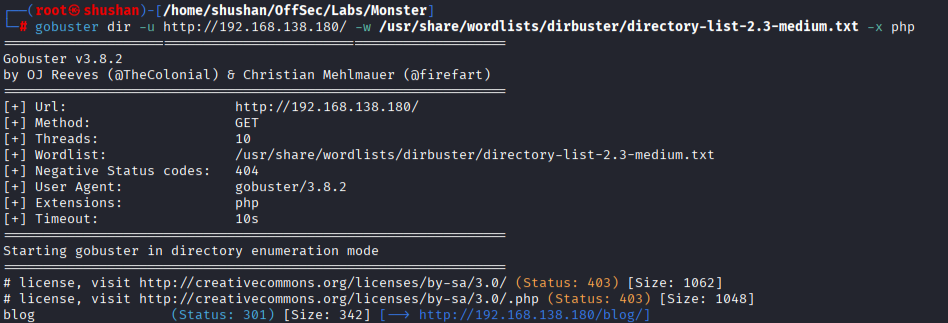 ┌──(root㉿shushan)-[/home/shushan/OffSec/Labs/Monster]
└─# gobuster dir -u http://192.168.138.180/ -w /usr/share/wordlists/dirbuster/directory-list-2.3-medium.txt -x php
===============================================================
Gobuster v3.8.2
by OJ Reeves (@TheColonial) & Christian Mehlmauer (@firefart)
===============================================================
[+] Url:                     http://192.168.138.180/
[+] Method:                  GET
[+] Threads:                 10
[+] Wordlist:                /usr/share/wordlists/dirbuster/directory-list-2.3-medium.txt
[+] Negative Status codes:   404
[+] User Agent:              gobuster/3.8.2
[+] Extensions:              php
[+] Timeout:                 10s
===============================================================
Starting gobuster in directory enumeration mode
===============================================================
# license, visit http://creativecommons.org/licenses/by-sa/3.0/ (Status: 403) [Size: 1062]
# license, visit http://creativecommons.org/licenses/by-sa/3.0/.php (Status: 403) [Size: 1048]
blog                 (Status: 301) [Size: 342] [--> http://192.168.138.180/blog/]